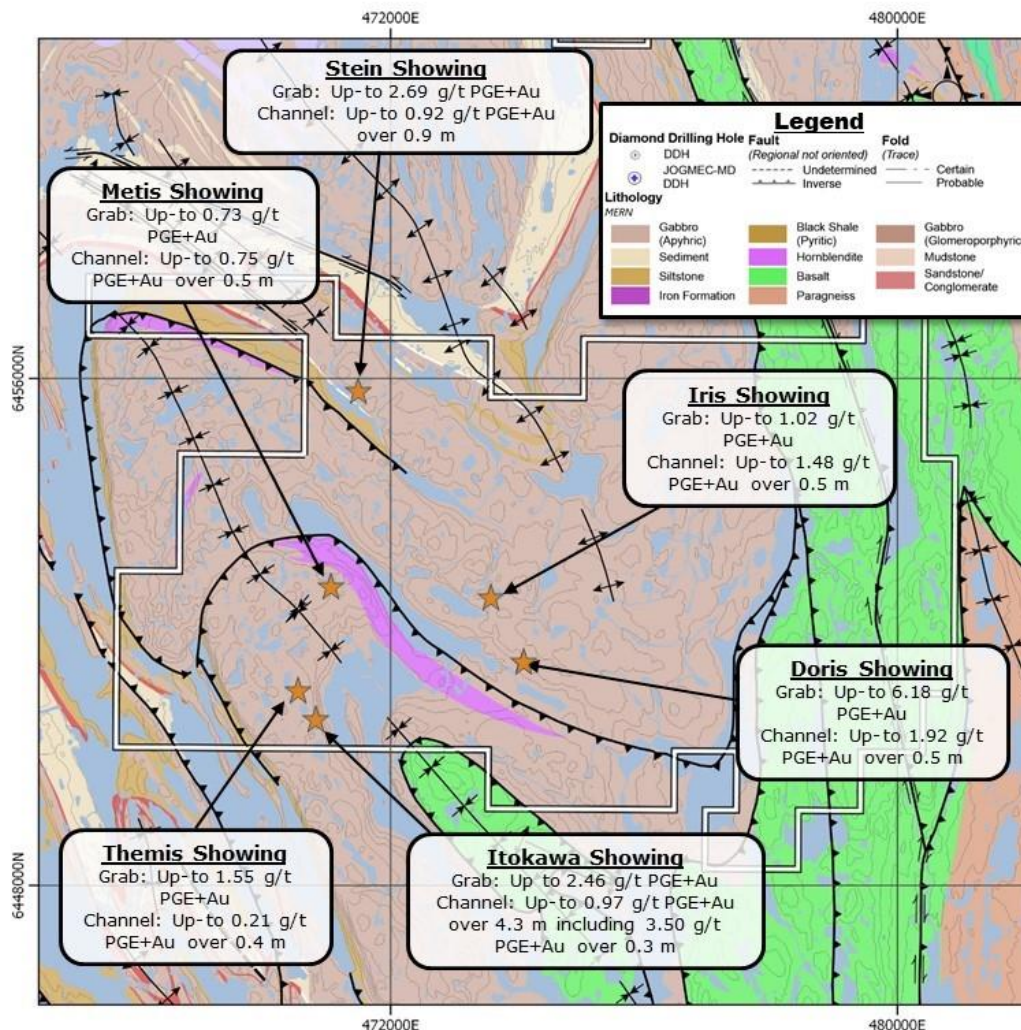 472000E
480000E
Stein Showing
Grab: Up-to 2.69 g/t PGE+Au
Channel: Up-to 0.92 g/t PGE+Au
over 0.9 m
Legend
Diamond Drilling Hole
DDH
JOGMEC-MD
DDH
Fault
(Regional not oriented)
Undetermined
Inverse
Fold
(Trace)
Certain
Probable
Lithology
MERN
Gabbro
(Apyhric)
Sediment
Siltstone
Iron Formation
Black Shale
(Pyritic)
Hornblendite
Basalt
Paragneiss
Gabbro
(Glomeroporphyric)
Mudstone
Sandstone/
Conglomerate
Metis Showing
Grab: Up-to 0.73 g/t
PGE+Au
Channel: Up-to 0.75 g/t
PGE+Au over 0.5 m
6456000N
Iris Showing
Grab: Up-to 1.02 g/t
PGE+Au
Channel: Up-to 1.48 g/t
PGE+Au over 0.5 m
Doris Showing
Grab: Up-to 6.18 g/t
PGE+Au
Channel: Up-to 1.92 g/t
PGE+Au over 0.5 m
Themis Showing
Grab: Up-to 1.55 g/t
PGE+Au
Channel: Up-to 0.21 g/t
PGE+Au over 0.4 m
Itokawa Showing
Grab: Up to 2.46 g/t PGE+Au
Channel: Up-to 0.97 g/t PGE+Au
over 4.3 m including 3.50 g/t
PGE+Au over 0.3 m
6448000N
472000E
480000E